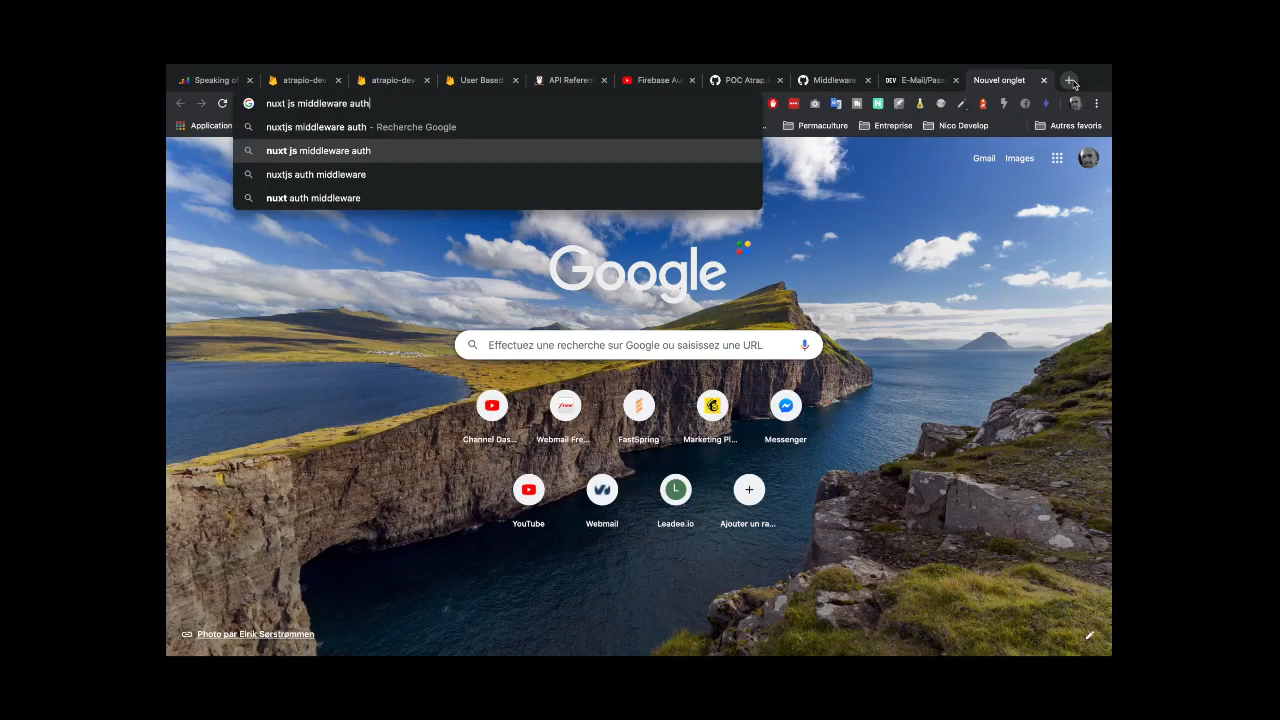 Speaking of
atrapio-dev
atrapio-dev
User Based
API Referen
Firebase Au
POC Atrap.
Middleware
DEV
E-Mail/Pass
Nouvel onglet
nuxt js middleware auth
nuxtjs middleware auth - Recherche Google
nuxt js middleware auth
nuxtjs auth middleware
nuxt auth middleware
Application
Permaculture
Entreprise
Nico Develop
Autres favoris
Gmail
Images
Google
Effectuez une recherche sur Google ou saisissez une URL
Channel Das...
Webmail Fre...
FastSpring
Marketing Pl...
Messenger
YouTube
Webmail
Leadee.io
Ajouter un ra...
Photo par Eirik Sørstrømmen